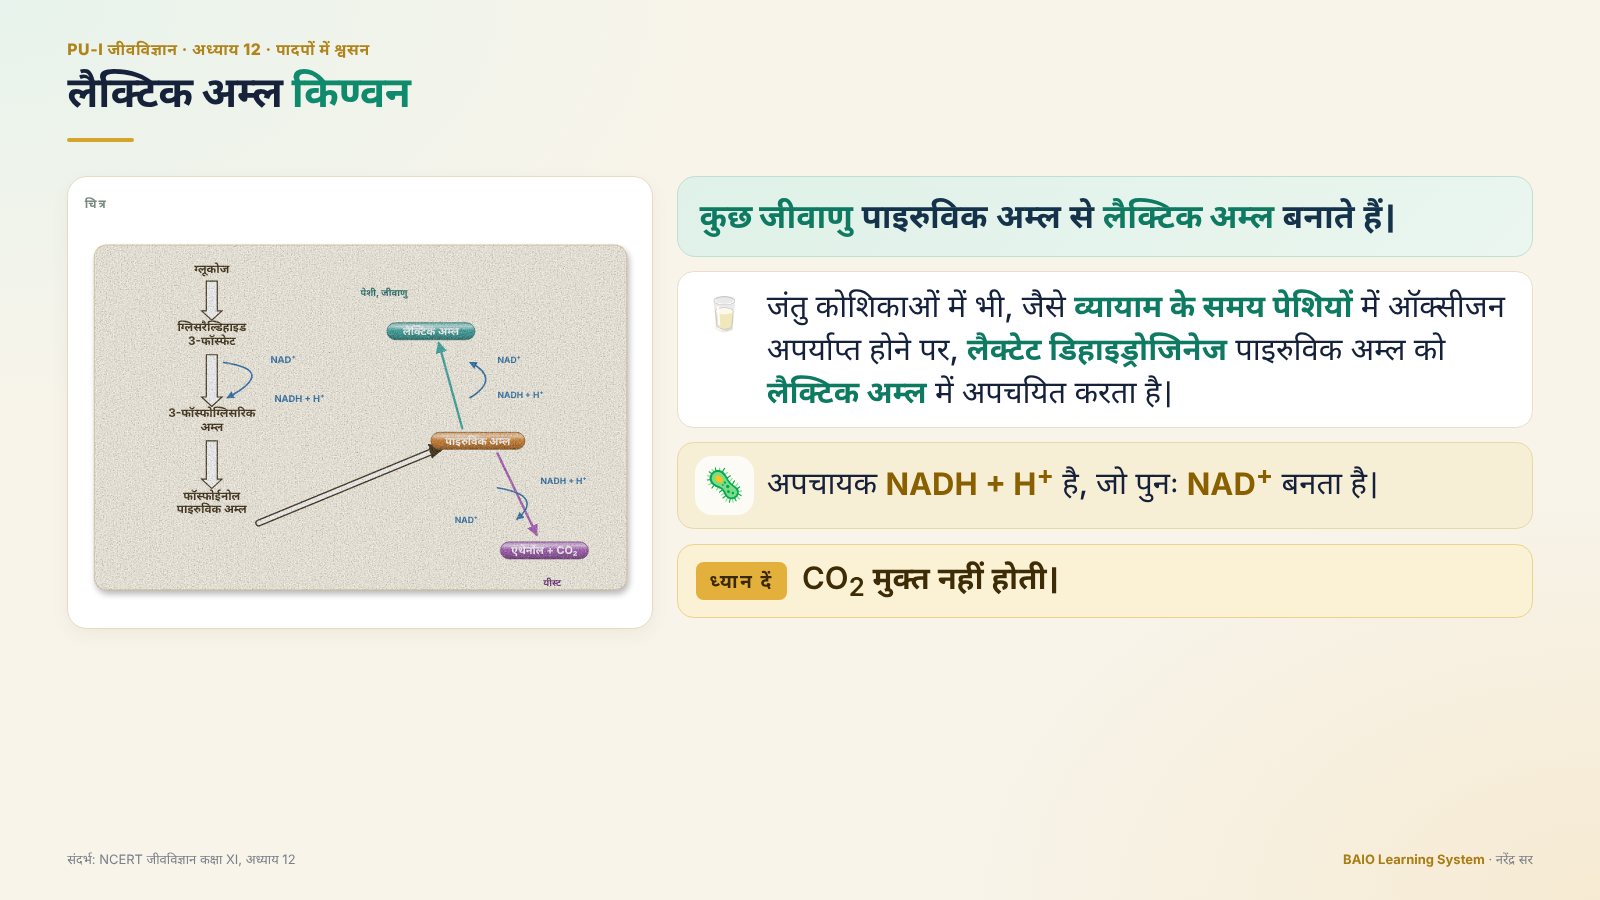 PU-I जीवविज्ञान · अध्याय 12 · पादपों में श्वसन
लैक्टिक अम्ल किण्वन
चित्र
ग्लूकोज
ग्लिसरैल्डिहाइड
3-फॉस्फेट
NAD⁺
NADH + H⁺
3-फॉस्फोग्लिसरिक
अम्ल
फॉस्फोईनोल
पाइरुविक अम्ल
पेशी, जीवाणु
लैक्टिक अम्ल
NAD⁺
NADH + H⁺
पाइरुविक अम्ल
NADH + H⁺
NAD⁺
एथेनॉल + CO₂
यीस्ट
कुछ जीवाणु पाइरुविक अम्ल से लैक्टिक अम्ल बनाते हैं|
जंतु कोशिकाओं में भी, जैसे व्यायाम के समय पेशियों में ऑक्सीजन
अपर्याप्त होने पर, लैक्टेट डिहाइड्रोजिनेज पाइरुविक अम्ल को
लैक्टिक अम्ल में अपचयित करता है|
अपचायक NADH + H⁺ है, जो पुनः NAD⁺ बनता है|
ध्यान दें CO₂ मुक्त नहीं होती|
संदर्भ: NCERT जीवविज्ञान कक्षा XI, अध्याय 12
BAIO Learning System · नरेंद्र सर